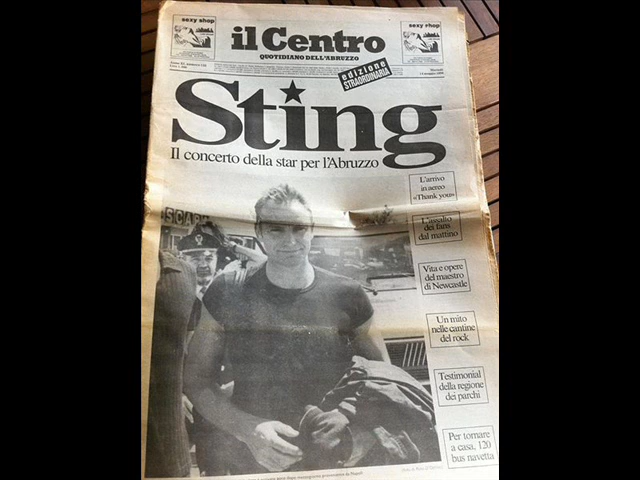 sexy shop
il Centro
QUOTIDIANO DELL'ABRUZZO
sexy shop
edizione
STRAORDINARIA
Sting
Il concerto della star per l'Abruzzo
SCAR
L'arrivo
in aereo
«Thank you»
L'assalto
dei fans
dal mattino
Vita e opere
del maestro
di Newcastle
Un mito
nelle cantine
del rock
Testimonial
della regione
dei parchi
Per tornare
a casa, 120
bus navetta